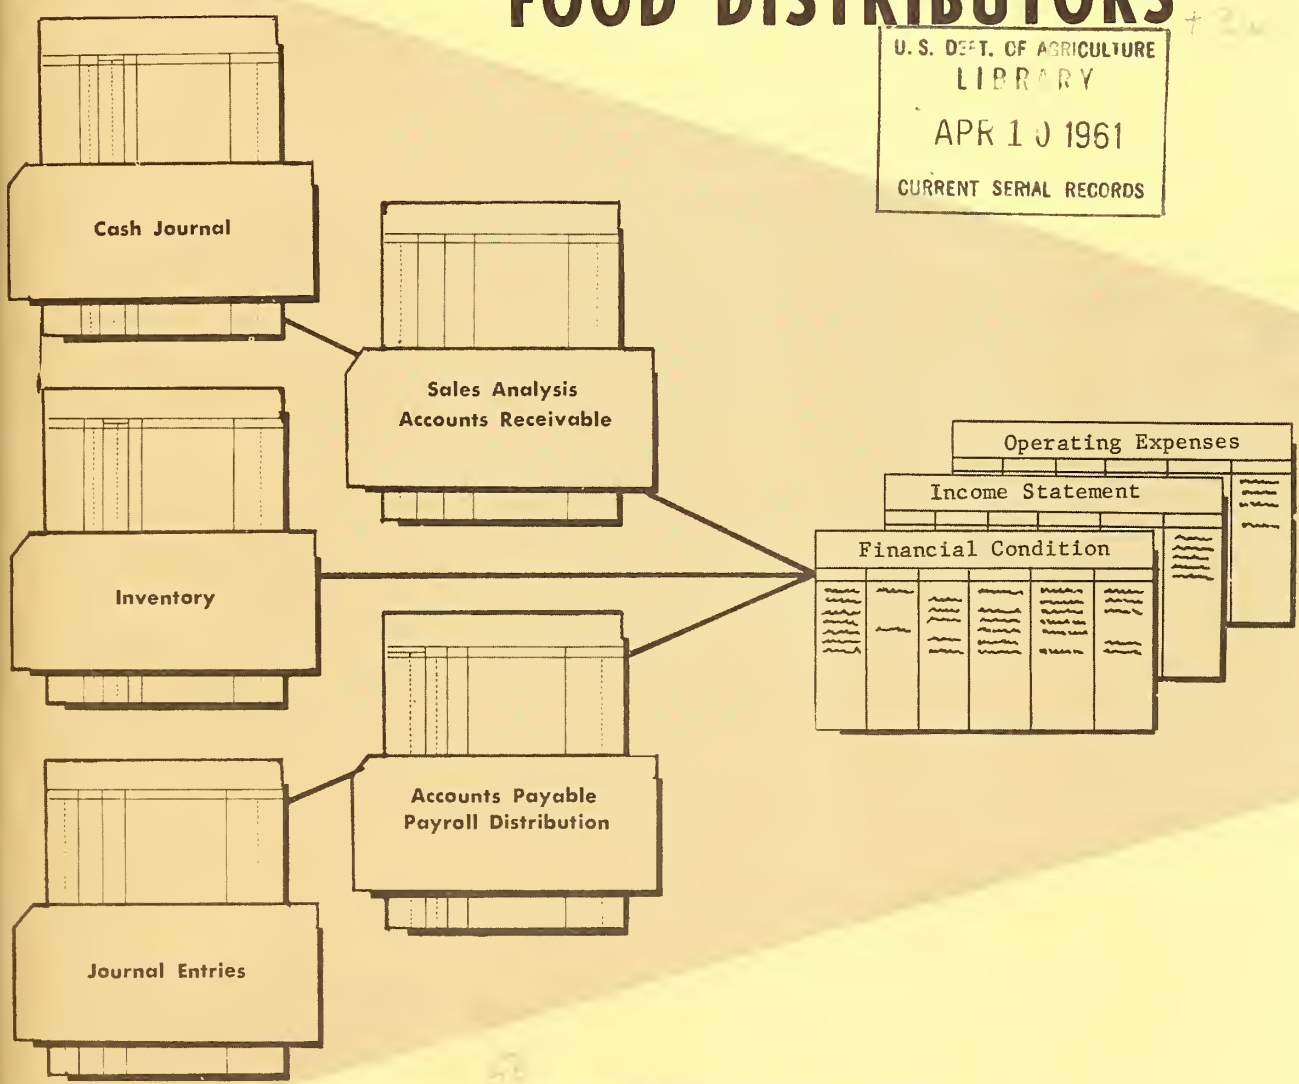 FOOD DISTRIBUTORS
U. S. DEPT. OF AGRICULTURE
LIBRARY
APR 10 1961
CURRENT SERIAL RECORDS
Cash Journal
Sales Analysis
Accounts Receivable
Operating Expenses
Income Statement
Financial Condition
Inventory
Accounts Payable
Payroll Distribution
Journal Entries